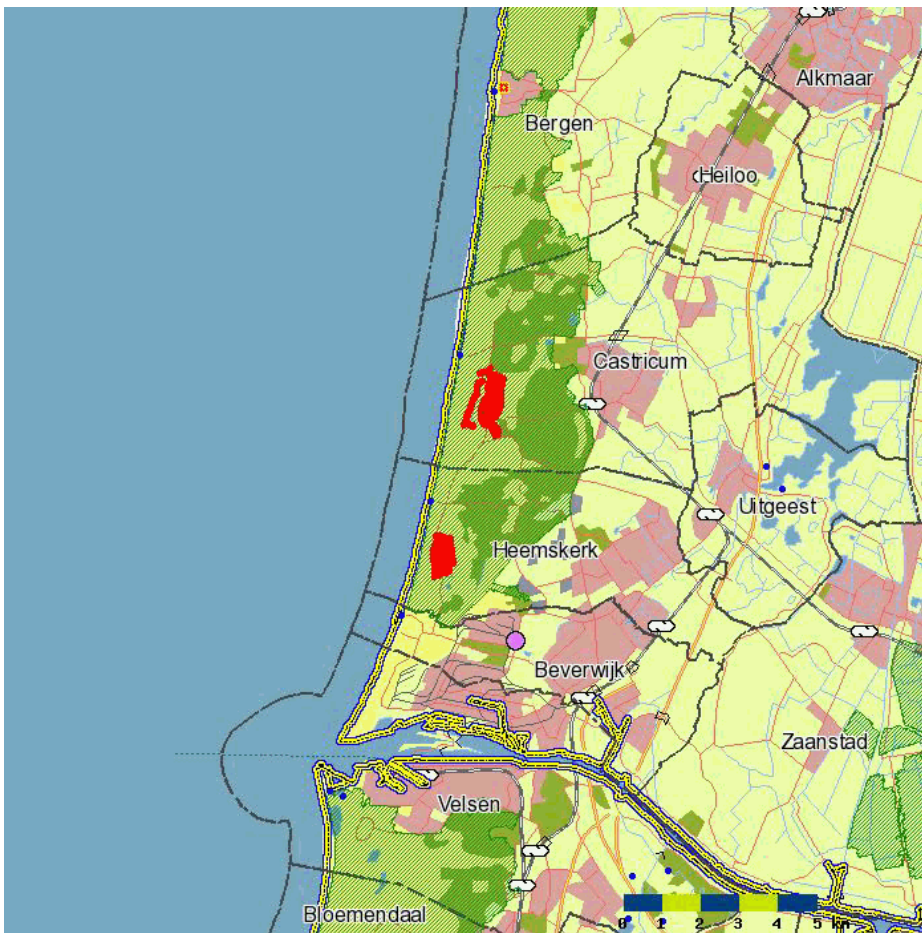 Alkmaar
Bergen
Heiloo
Castricum
Uitgeest
Heemskerk
Beverwijk
Zaanstad
Velsen
Bloemendaal
0 1 2 3 4 5 km